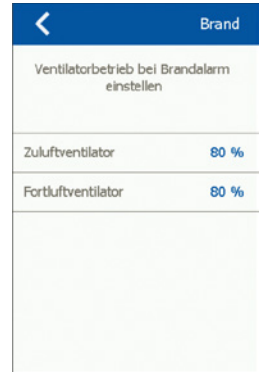 Brand
Ventilatorbetrieb bei Brandalarm
einstellen
Zuluftventilator 80 %
Fortluftventilator 80 %